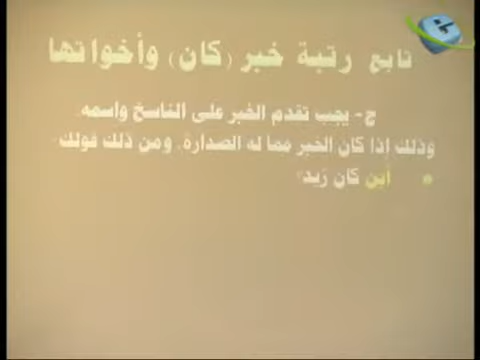 تابع رتبة خبر (كان) وأخواتها
ج- يجب تقدم الخبر على الناسخ واسمه.
وذلك إذا كان الخبر مما له الصدارة، ومن ذلك قولك:
أين كان زيد؟